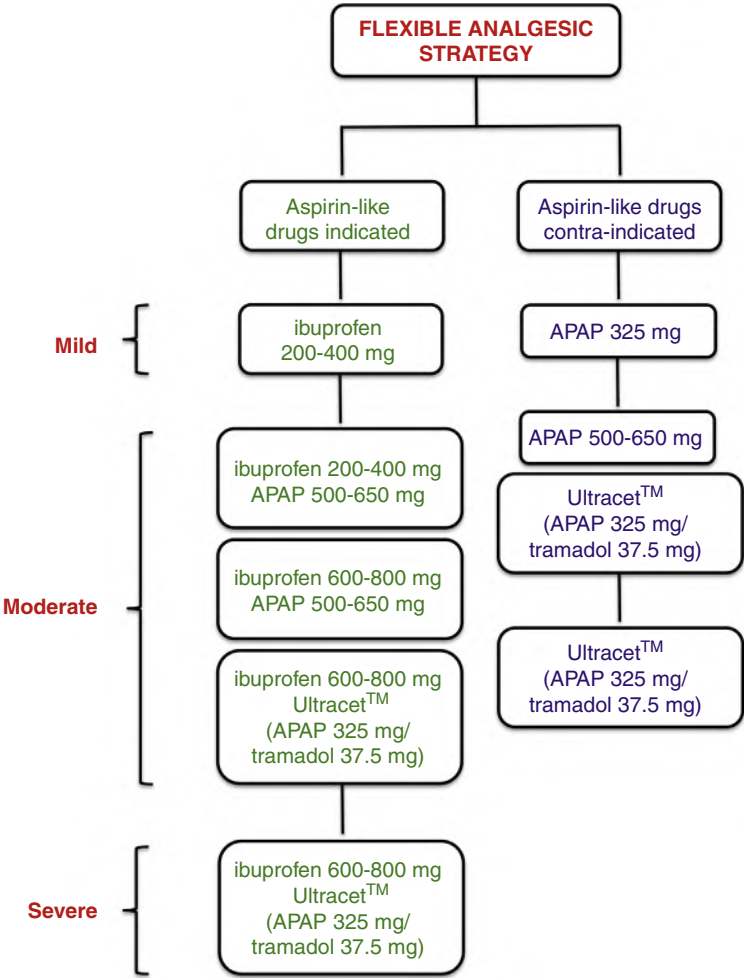 FLEXIBLE ANALGESIC
STRATEGY
Aspirin-like
drugs indicated
Aspirin-like drugs
contra-indicated
Mild
ibuprofen
200-400 mg
APAP 325 mg
Moderate
ibuprofen 200-400 mg
APAP 500-650 mg
ibuprofen 600-800 mg
APAP 500-650 mg
ibuprofen 600-800 mg
Ultracet™
(APAP 325 mg/
tramadol 37.5 mg)
APAP 500-650 mg
Ultracet™
(APAP 325 mg/
tramadol 37.5 mg)
Ultracet™
(APAP 325 mg/
tramadol 37.5 mg)
Severe
ibuprofen 600-800 mg
Ultracet™
(APAP 325 mg/
tramadol 37.5 mg)